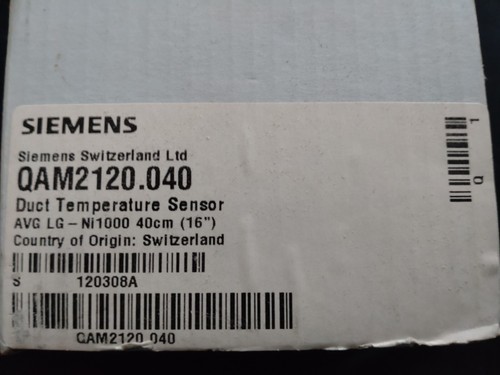 SIEMENS
Siemens Switzerland Ltd
QAM2120.040
Duct Temperature Sensor
AVG LG - Ni1000 40cm (16")
Country of Origin: Switzerland
S 120308A
QAM2120.040
1
Q